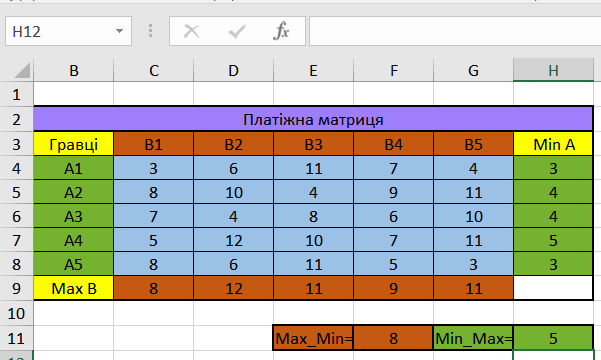 H12
fx
B C D E F G H
1
2 Платіжна матриця
3 Гравці B1 B2 B3 B4 B5 Min A
4 A1 3 6 11 7 4 3
5 A2 8 10 4 9 11 4
6 A3 7 4 8 6 10 4
7 A4 5 12 10 7 11 5
8 A5 8 6 11 5 3 3
9 Max B 8 12 11 9 11
10
11 Max_Min= 8 Min_Max= 5